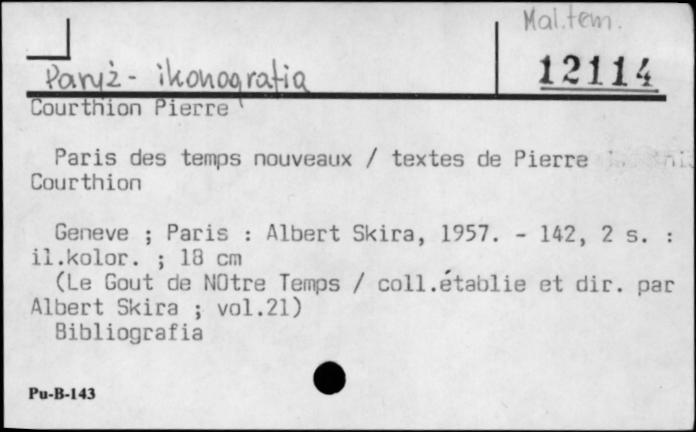 Mal.tem.
Paryż - ikonografia
12114
Courthion Pierre
Paris des temps nouveaux / textes de Pierre
Courthion
Geneve ; Paris : Albert Skira, 1957. - 142, 2 s. :
il.kolor. ; 18 cm
(Le Gout de NOtre Temps / coll.établie et dir. par
Albert Skira ; vol.21)
Bibliografia
Pu-B-143